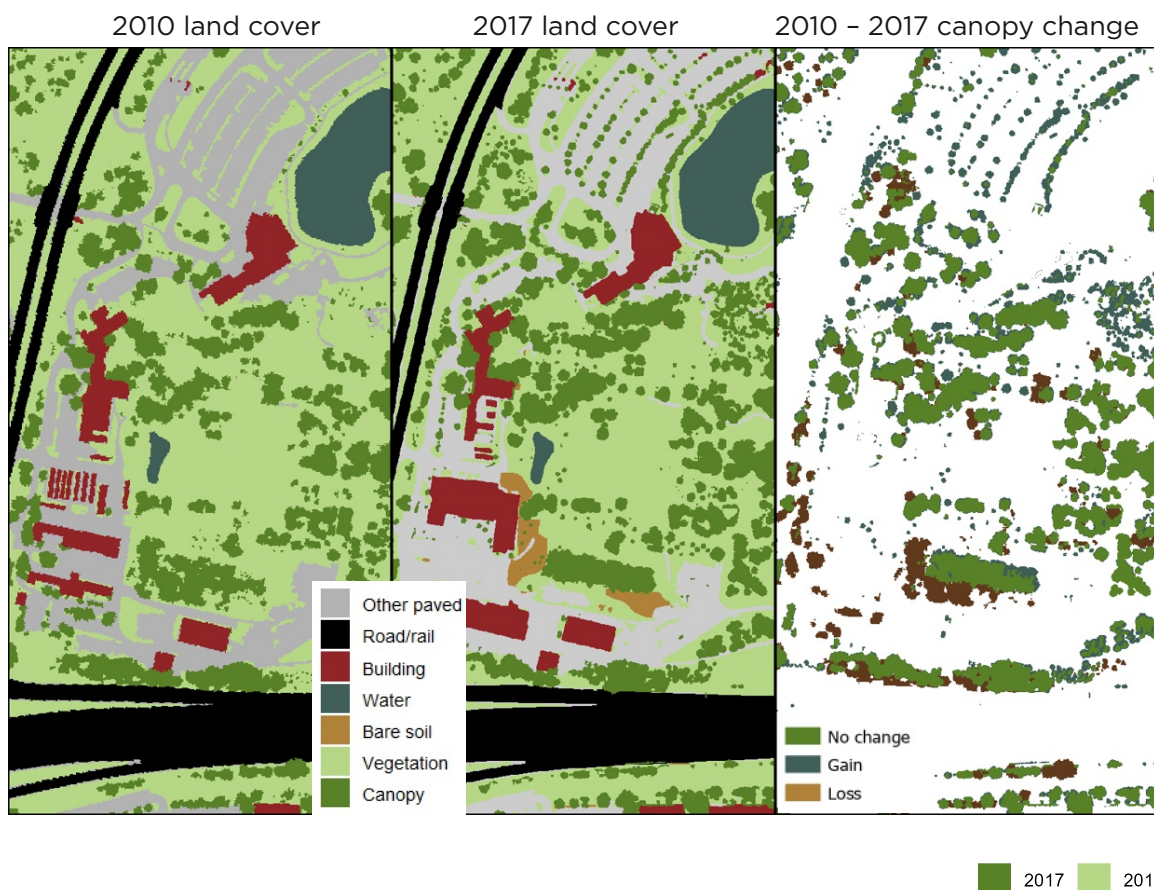 2010 land cover
2017 land cover
2010 – 2017 canopy change
Other paved
Road/rail
Building
Water
Bare soil
Vegetation
Canopy
No change
Gain
Loss
2017
201